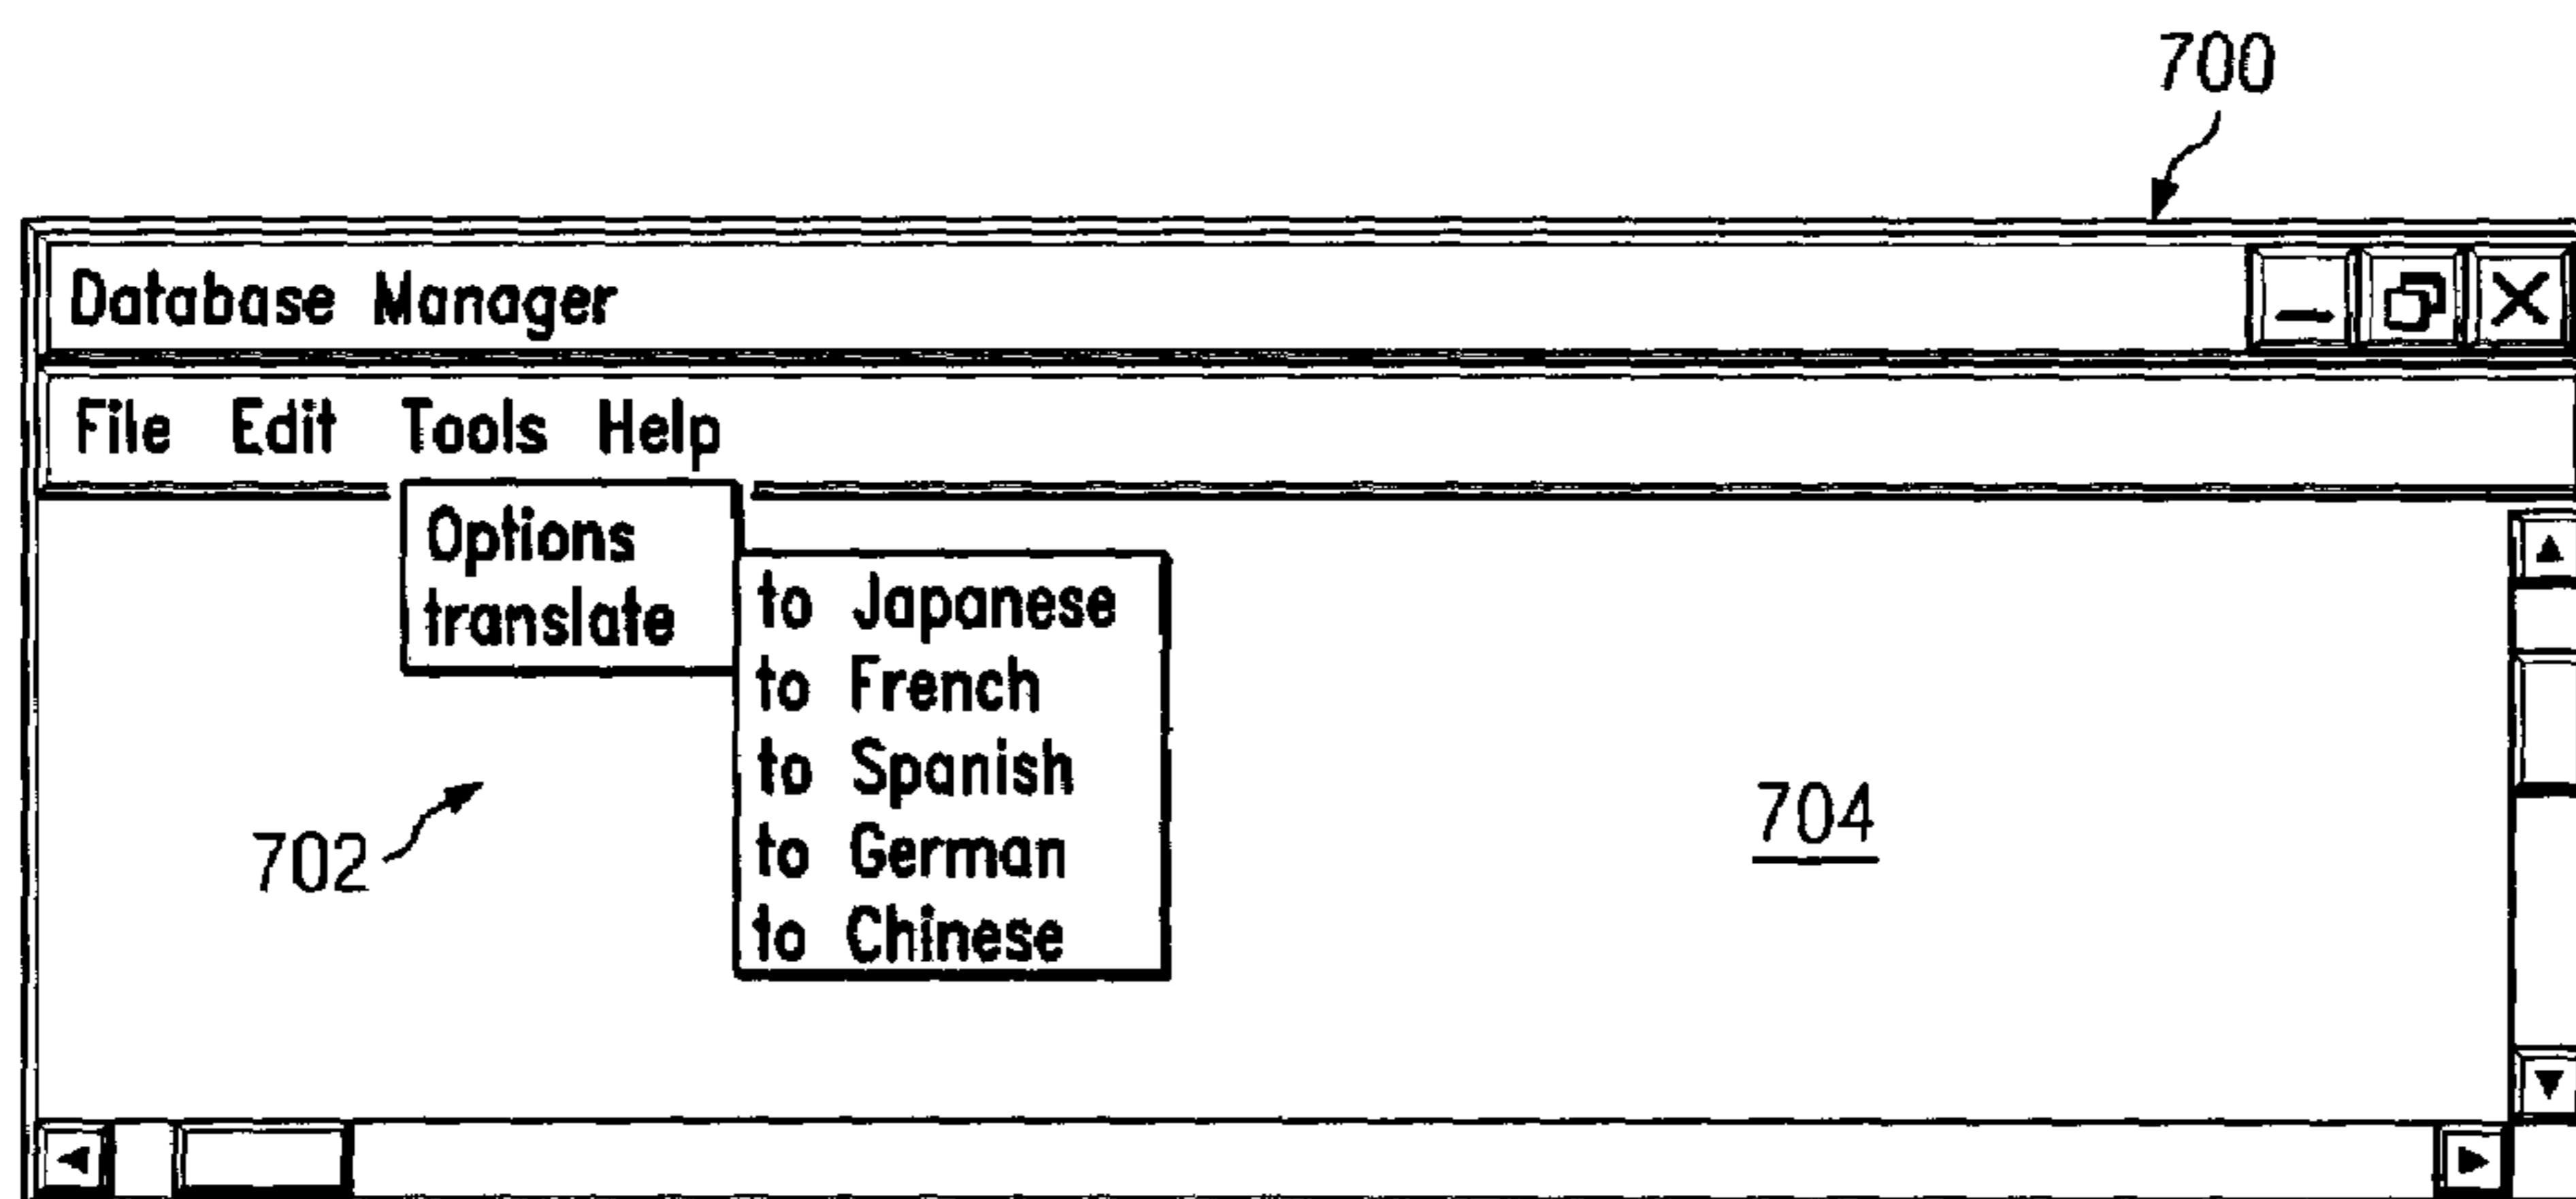 700
Database Manager
File Edit Tools Help
Options
translate
to Japanese
to French
to Spanish
to German
to Chinese
702
704